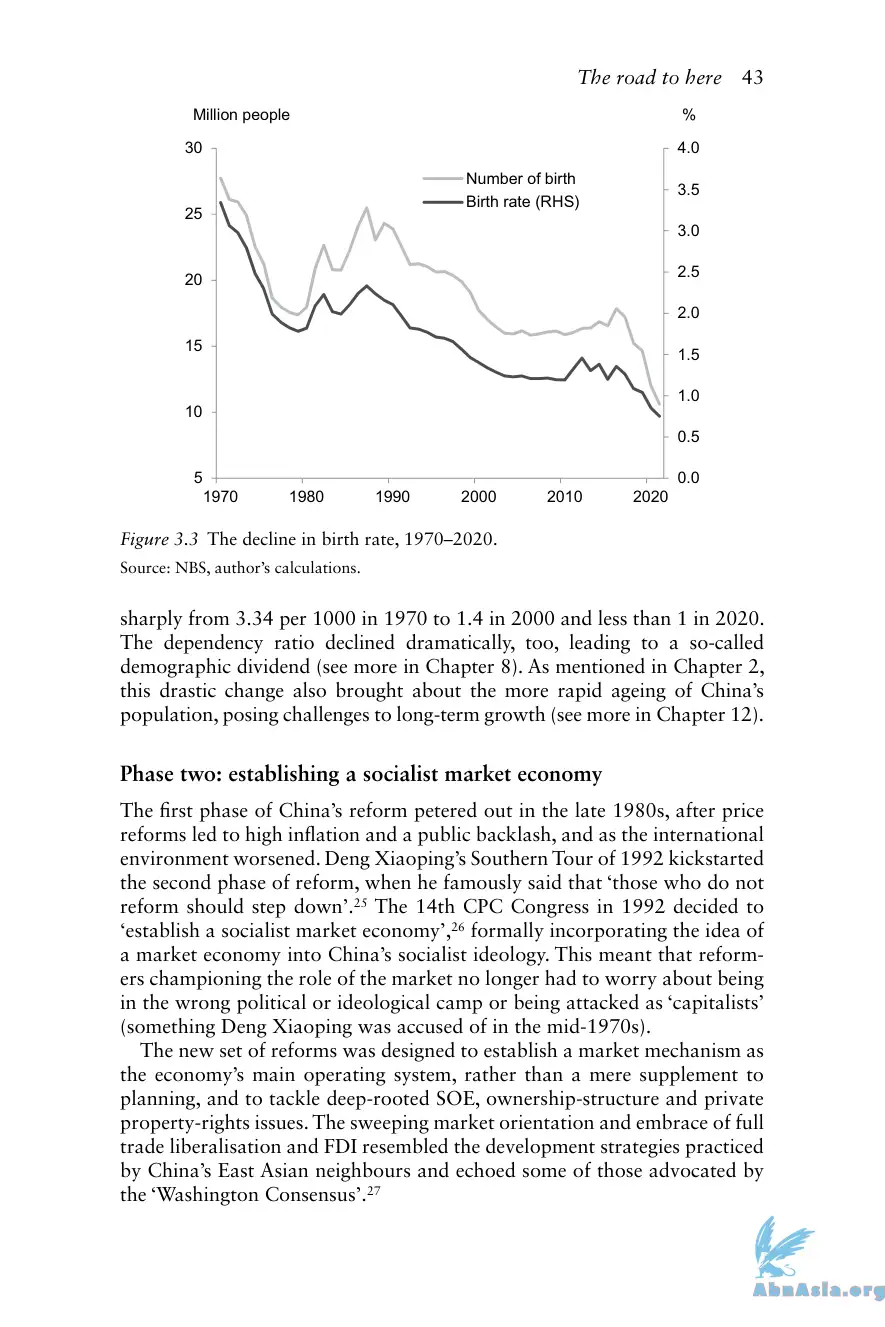 The road to here 43
Million people
%
30
25
20
15
10
5
4.0
3.5
3.0
2.5
2.0
1.5
1.0
0.5
0.0
Number of birth
Birth rate (RHS)
1970 1980 1990 2000 2010 2020
Figure 3.3 The decline in birth rate, 1970–2020.
Source: NBS, author’s calculations.
sharply from 3.34 per 1000 in 1970 to 1.4 in 2000 and less than 1 in 2020.
The dependency ratio declined dramatically, too, leading to a so-called
demographic dividend (see more in Chapter 8). As mentioned in Chapter 2,
this drastic change also brought about the more rapid ageing of China’s
population, posing challenges to long-term growth (see more in Chapter 12).
Phase two: establishing a socialist market economy
The first phase of China’s reform petered out in the late 1980s, after price
reforms led to high inflation and a public backlash, and as the international
environment worsened. Deng Xiaoping’s Southern Tour of 1992 kickstarted
the second phase of reform, when he famously said that ‘those who do not
reform should step down’.25 The 14th CPC Congress in 1992 decided to
‘establish a socialist market economy’,26 formally incorporating the idea of
a market economy into China’s socialist ideology. This meant that reform-
ers championing the role of the market no longer had to worry about being
in the wrong political or ideological camp or being attacked as ‘capitalists’
(something Deng Xiaoping was accused of in the mid-1970s).
The new set of reforms was designed to establish a market mechanism as
the economy’s main operating system, rather than a mere supplement to
planning, and to tackle deep-rooted SOE, ownership-structure and private
property-rights issues. The sweeping market orientation and embrace of full
trade liberalisation and FDI resembled the development strategies practiced
by China’s East Asian neighbours and echoed some of those advocated by
the ‘Washington Consensus’.27
AbnAsia.org